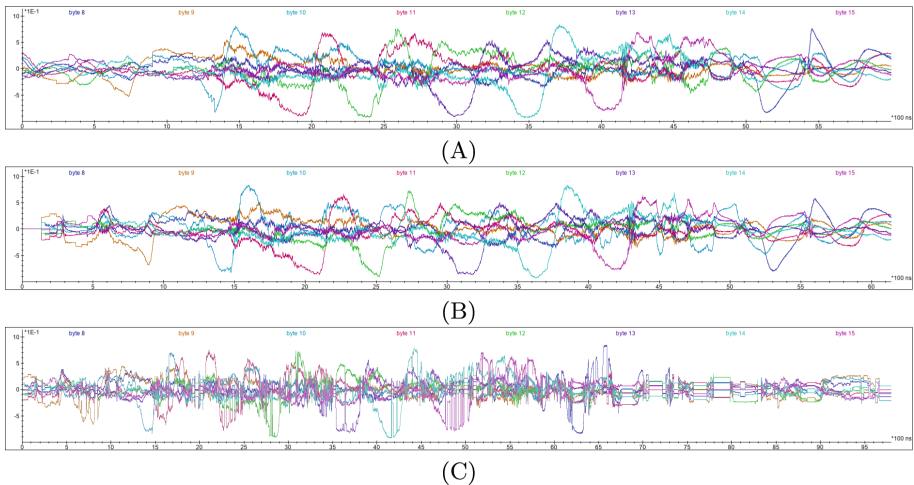 *1E-1 byte 8 byte 9 byte 10 byte 11 byte 12 byte 13 byte 14 byte 15
10
5
0
-5
*100 ns
0 5 10 15 20 25 30 35 40 45 50 55
(A)
*1E-1 byte 8 byte 9 byte 10 byte 11 byte 12 byte 13 byte 14 byte 15
10
5
0
-5
*100 ns
0 5 10 15 20 25 30 35 40 45 50 55 60
(B)
*1E-1 byte 8 byte 9 byte 10 byte 11 byte 12 byte 13 byte 14 byte 15
10
5
0
-5
*100 ns
0 5 10 15 20 25 30 35 40 45 50 55 60 65 70 75 80 85 90 95
(C)